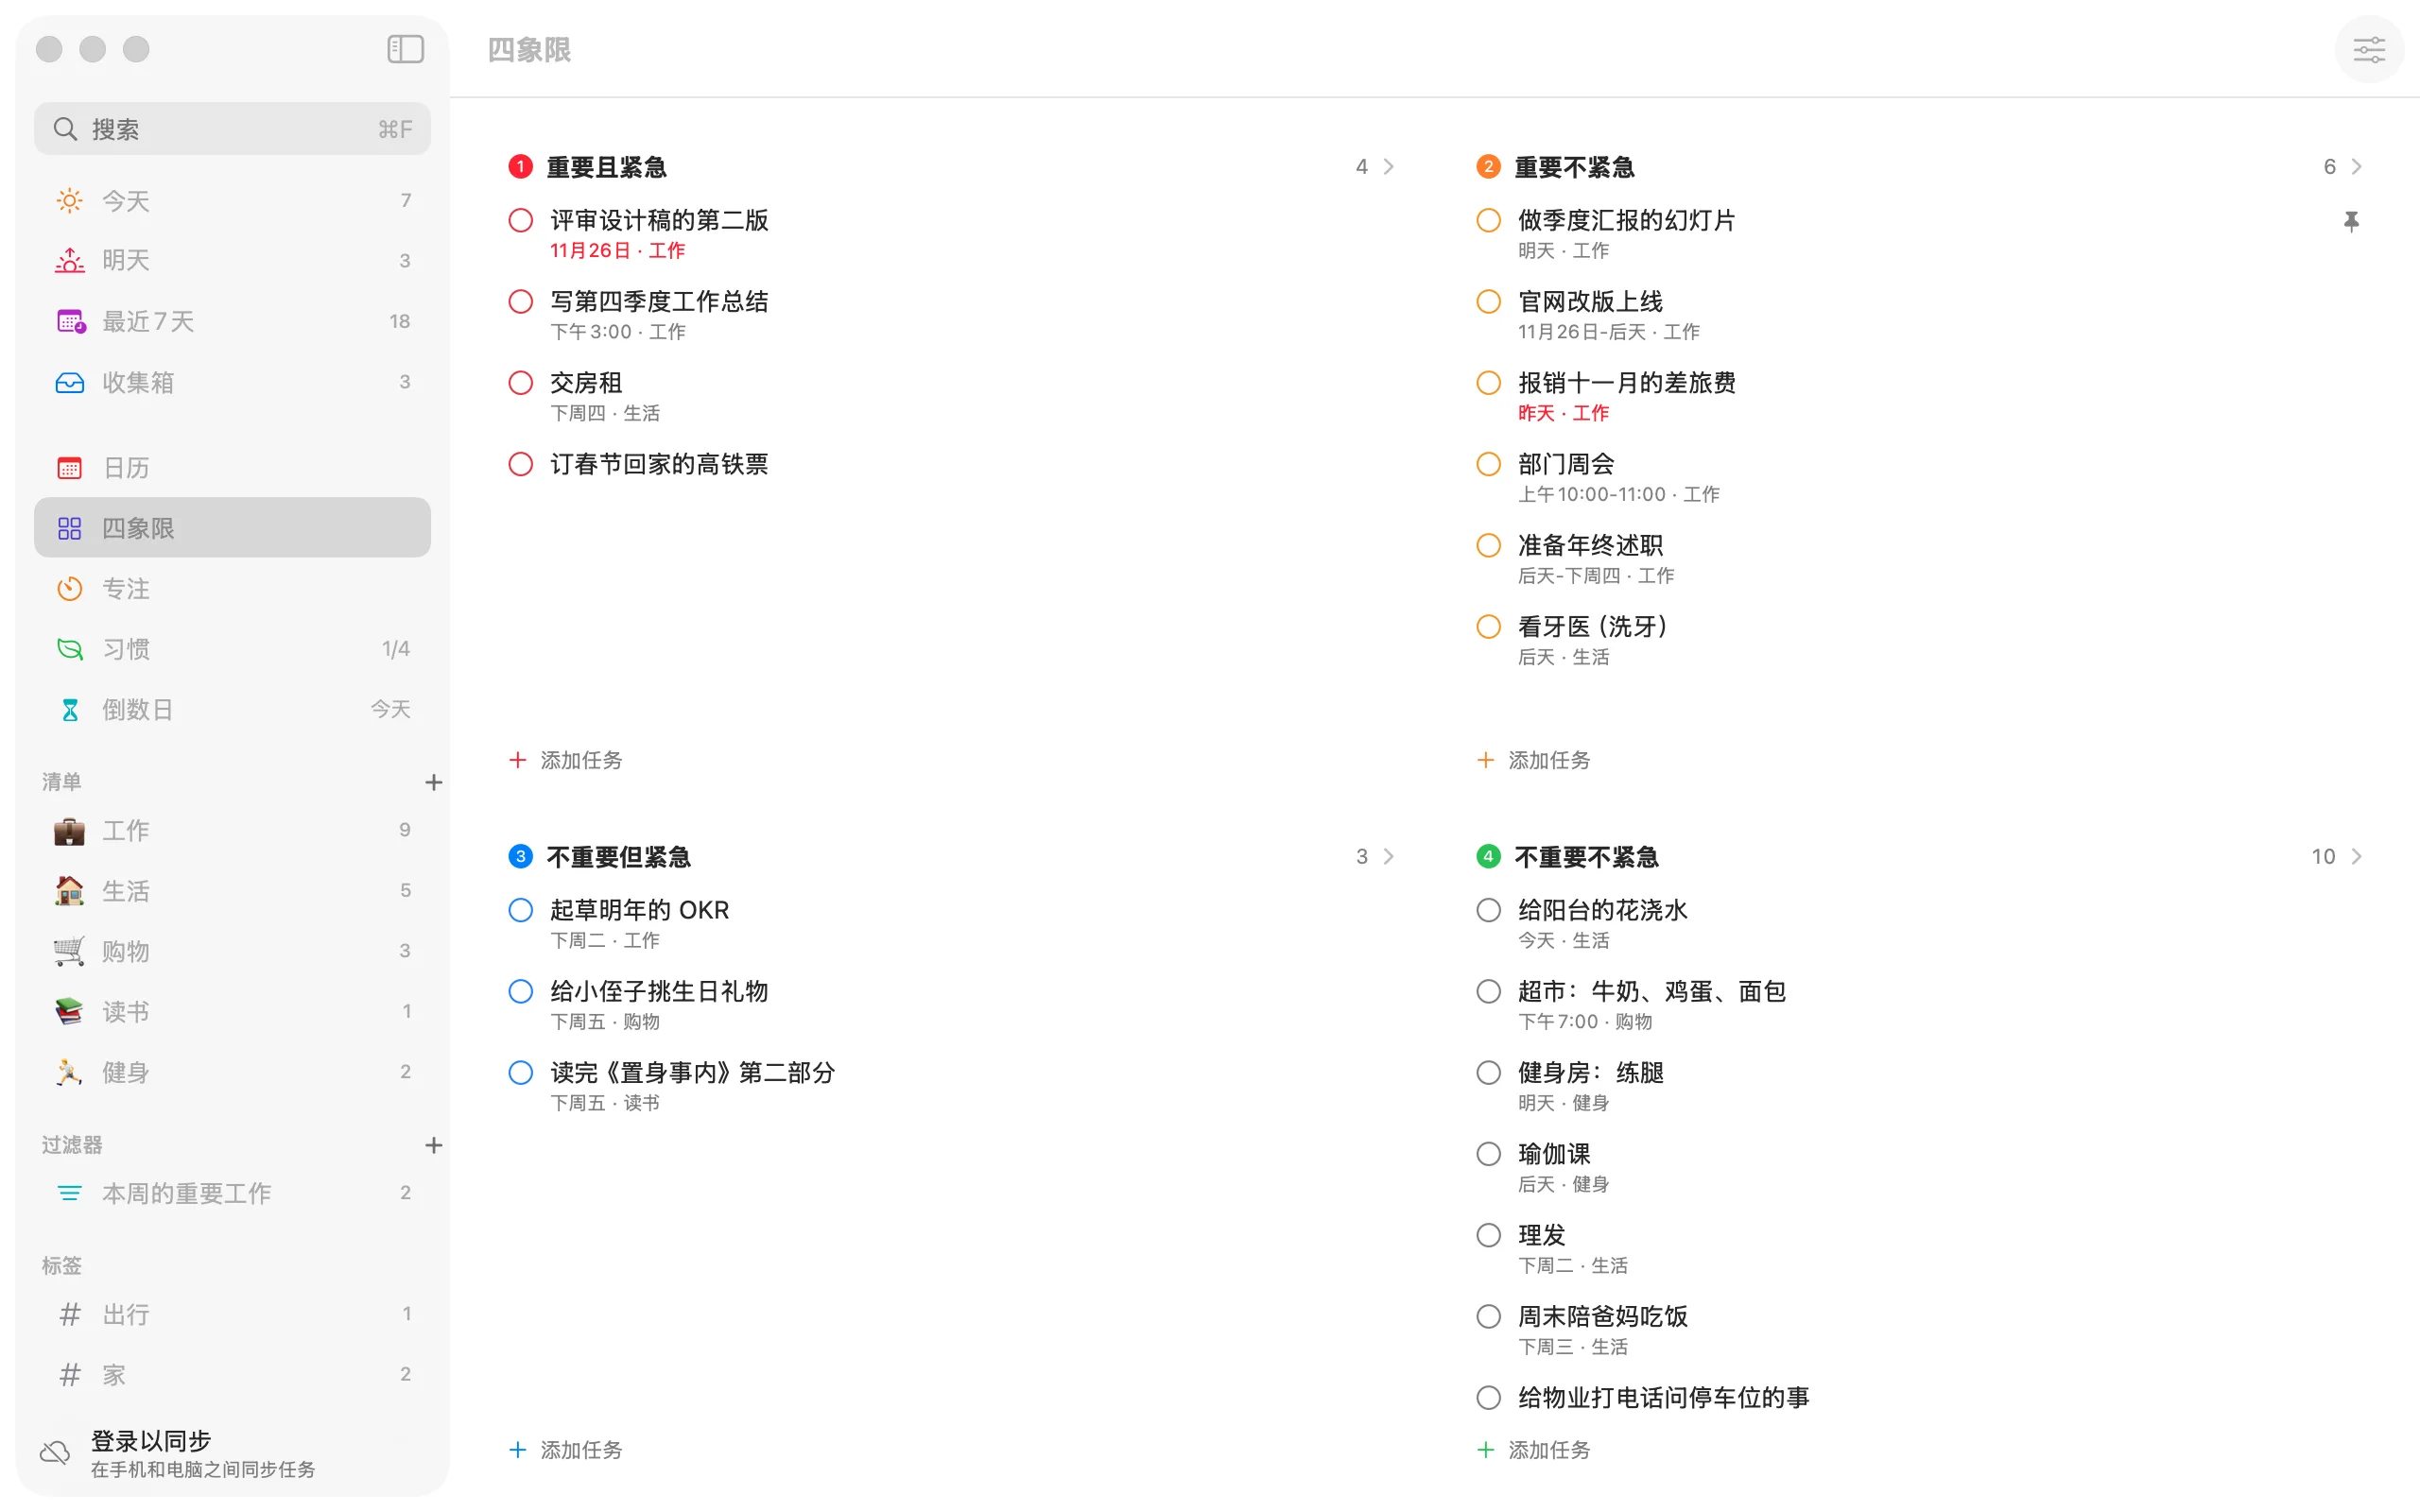 四象限
搜索 ⌘F
今天 7
明天 3
最近7天 18
收集箱 3
日历
四象限
专注
习惯 1/4
倒数日 今天
清单
工作 9
生活 5
购物 3
读书 1
健身 2
过滤器
本周的重要工作 2
标签
# 出行 1
# 家 2
登录以同步
在手机和电脑之间同步任务
1 重要且紧急 4
评审设计稿的第二版
11月26日 · 工作
写第四季度工作总结
下午3:00 · 工作
交房租
下周四 · 生活
订春节回家的高铁票
添加任务
2 重要不紧急 6
做季度汇报的幻灯片
明天 · 工作
官网改版上线
11月26日-后天 · 工作
报销十一月的差旅费
昨天 · 工作
部门周会
上午10:00-11:00 · 工作
准备年终述职
后天-下周四 · 工作
看牙医（洗牙）
后天 · 生活
添加任务
3 不重要但紧急 3
起草明年的 OKR
下周二 · 工作
给小侄子挑生日礼物
下周五 · 购物
读完《置身事内》第二部分
下周五 · 读书
添加任务
4 不重要不紧急 10
给阳台的花浇水
今天 · 生活
超市：牛奶、鸡蛋、面包
下午7:00 · 购物
健身房：练腿
明天 · 健身
瑜伽课
后天 · 健身
理发
下周二 · 生活
周末陪爸妈吃饭
下周三 · 生活
给物业打电话问停车位的事
添加任务